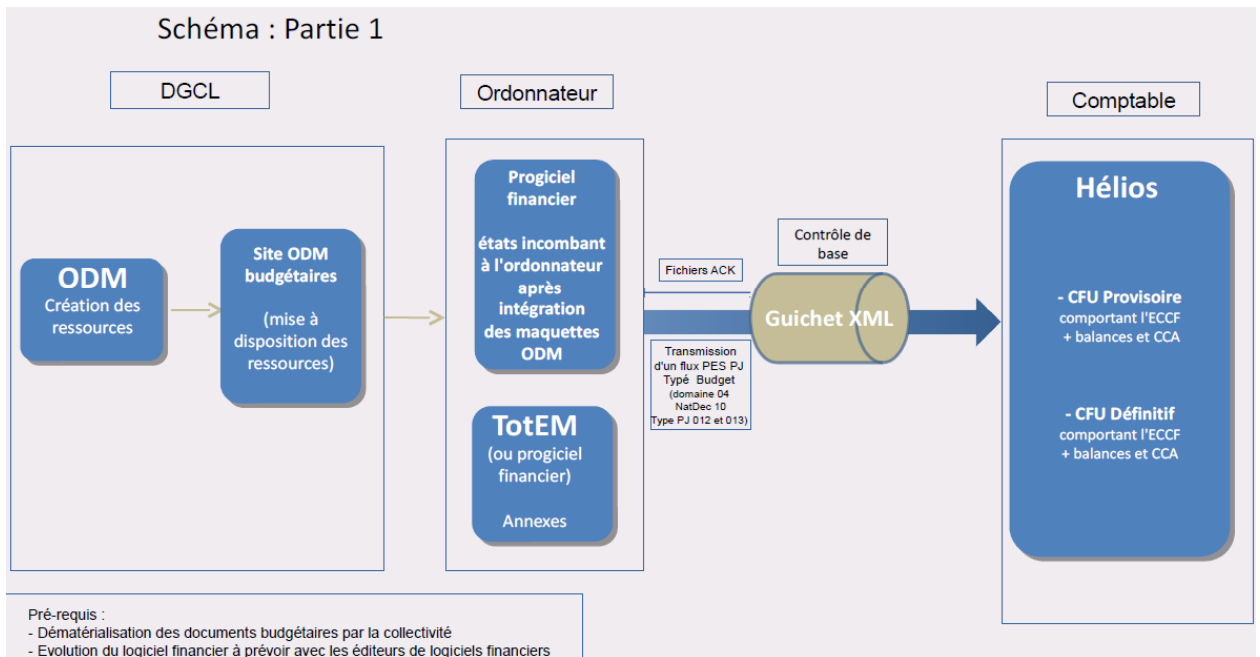 Schéma : Partie 1
DGCL
Ordonnateur
Comptable
ODM
Création des
ressources
Site ODM
budgétaires
(mise à
disposition des
ressources)
Progiciel
financier
états incombant
à l'ordonnateur
après
intégration
des maquettes
ODM
TotEM
(ou progiciel
financier)
Annexes
Fichiers ACK
Transmission
d'un flux PES PJ
Typé Budget
(domaine 04
NatDec 10
Type PJ 012 et 013)
Contrôle de
base
Guichet XML
Hélios
- CFU Provisoire
comportant l'ECCF
+ balances et CCA
- CFU Définitif
comportant l'ECCF
+ balances et CCA
Pré-requis :
- Dématérialisation des documents budgétaires par la collectivité
- Evolution du logiciel financier à prévoir avec les éditeurs de logiciels financiers